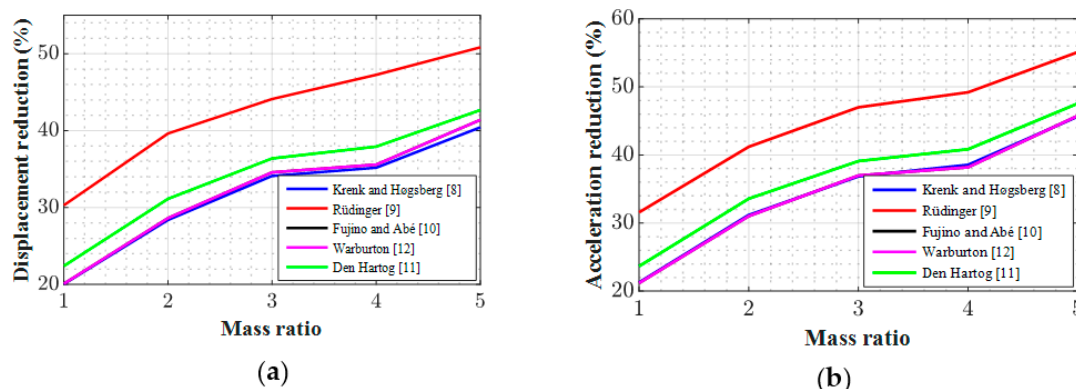 Displacement reduction (%)
50
40
30
20
1 2 3 4 5
Mass ratio
Krenk and Høgsberg [8]
Rüdinger [9]
Fujino and Abé [10]
Warburton [12]
Den Hartog [11]
(a)
Acceleration reduction (%)
60
50
40
30
20
1 2 3 4 5
Mass ratio
Krenk and Høgsberg [8]
Rüdinger [9]
Fujino and Abé [10]
Warburton [12]
Den Hartog [11]
(b)